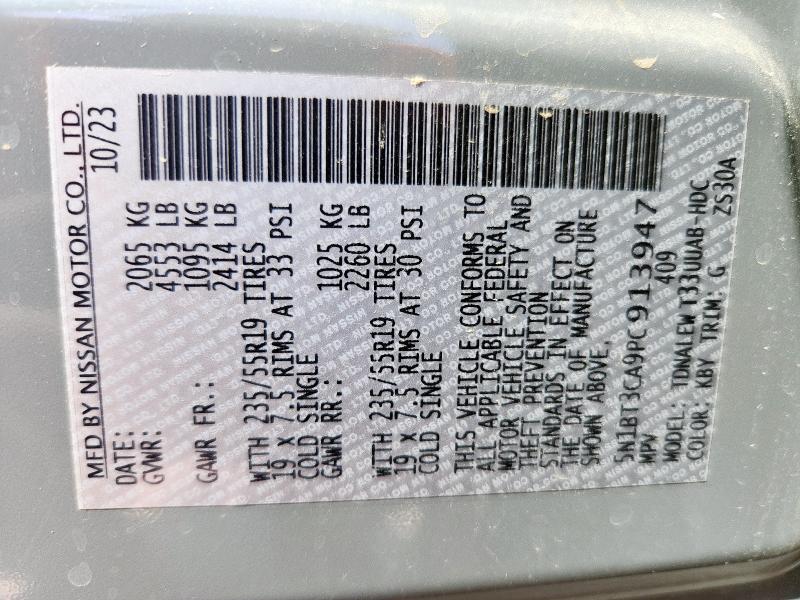 MFD BY NISSAN MOTOR CO., LTD.
DATE: 10/23
GVWR: 2065 KG
4553 LB
GAWR FR.: 1095 KG
2414 LB
WITH 235/55R19 TIRES
19 x 7.5 RIMS AT 33 PSI
COLD SINGLE
GAWR RR.: 1025 KG
2260 LB
WITH 235/55R19 TIRES
19 x 7.5 RIMS AT 30 PSI
COLD SINGLE
THIS VEHICLE CONFORMS TO
ALL APPLICABLE FEDERAL
MOTOR VEHICLE SAFETY AND
THEFT PREVENTION
STANDARDS IN EFFECT ON
THE DATE OF MANUFACTURE
SHOWN ABOVE.
5N1BT3CA9PC913947
MPV 409
MODEL: TDNALEW T33UUAB-HDC
COLOR: KBY TRIM: G ZS30A